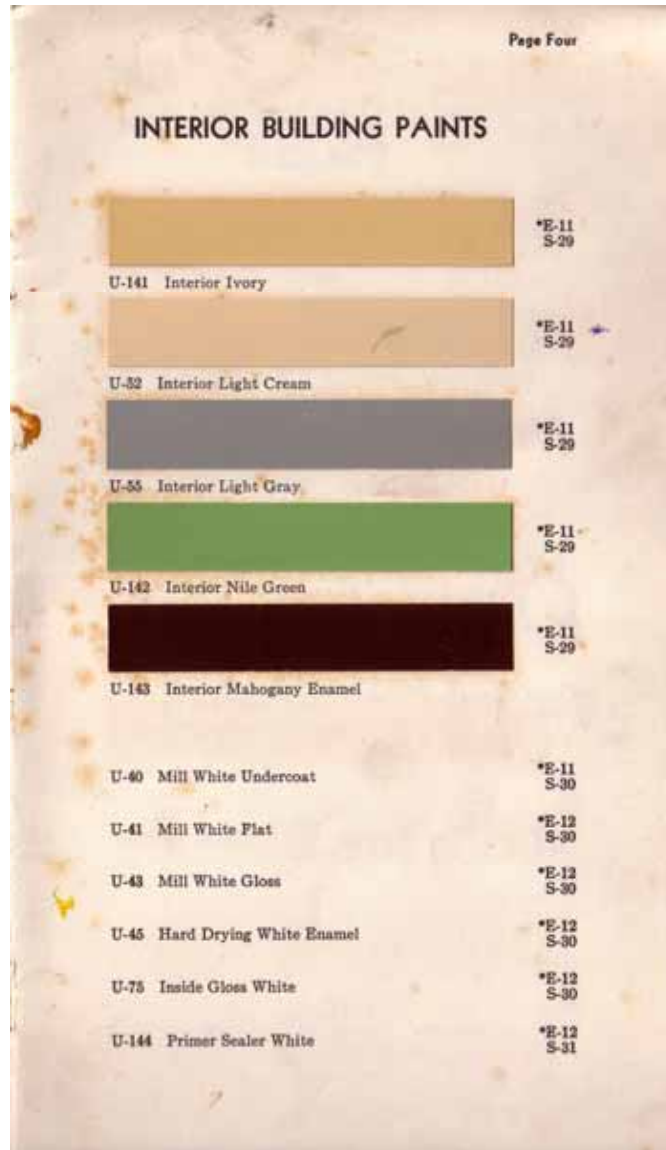 Page Four
INTERIOR BUILDING PAINTS
*E-11
S-29
U-141 Interior Ivory
*E-11
S-29
U-52 Interior Light Cream
*E-11
S-29
U-55 Interior Light Gray
*E-11
S-29
U-142 Interior Nile Green
*E-11
S-29
U-143 Interior Mahogany Enamel
U-40 Mill White Undercoat
*E-11
S-30
U-41 Mill White Flat
*E-12
S-30
U-43 Mill White Gloss
*E-12
S-30
U-45 Hard Drying White Enamel
*E-12
S-30
U-75 Inside Gloss White
*E-12
S-30
U-144 Primer Sealer White
*E-12
S-31